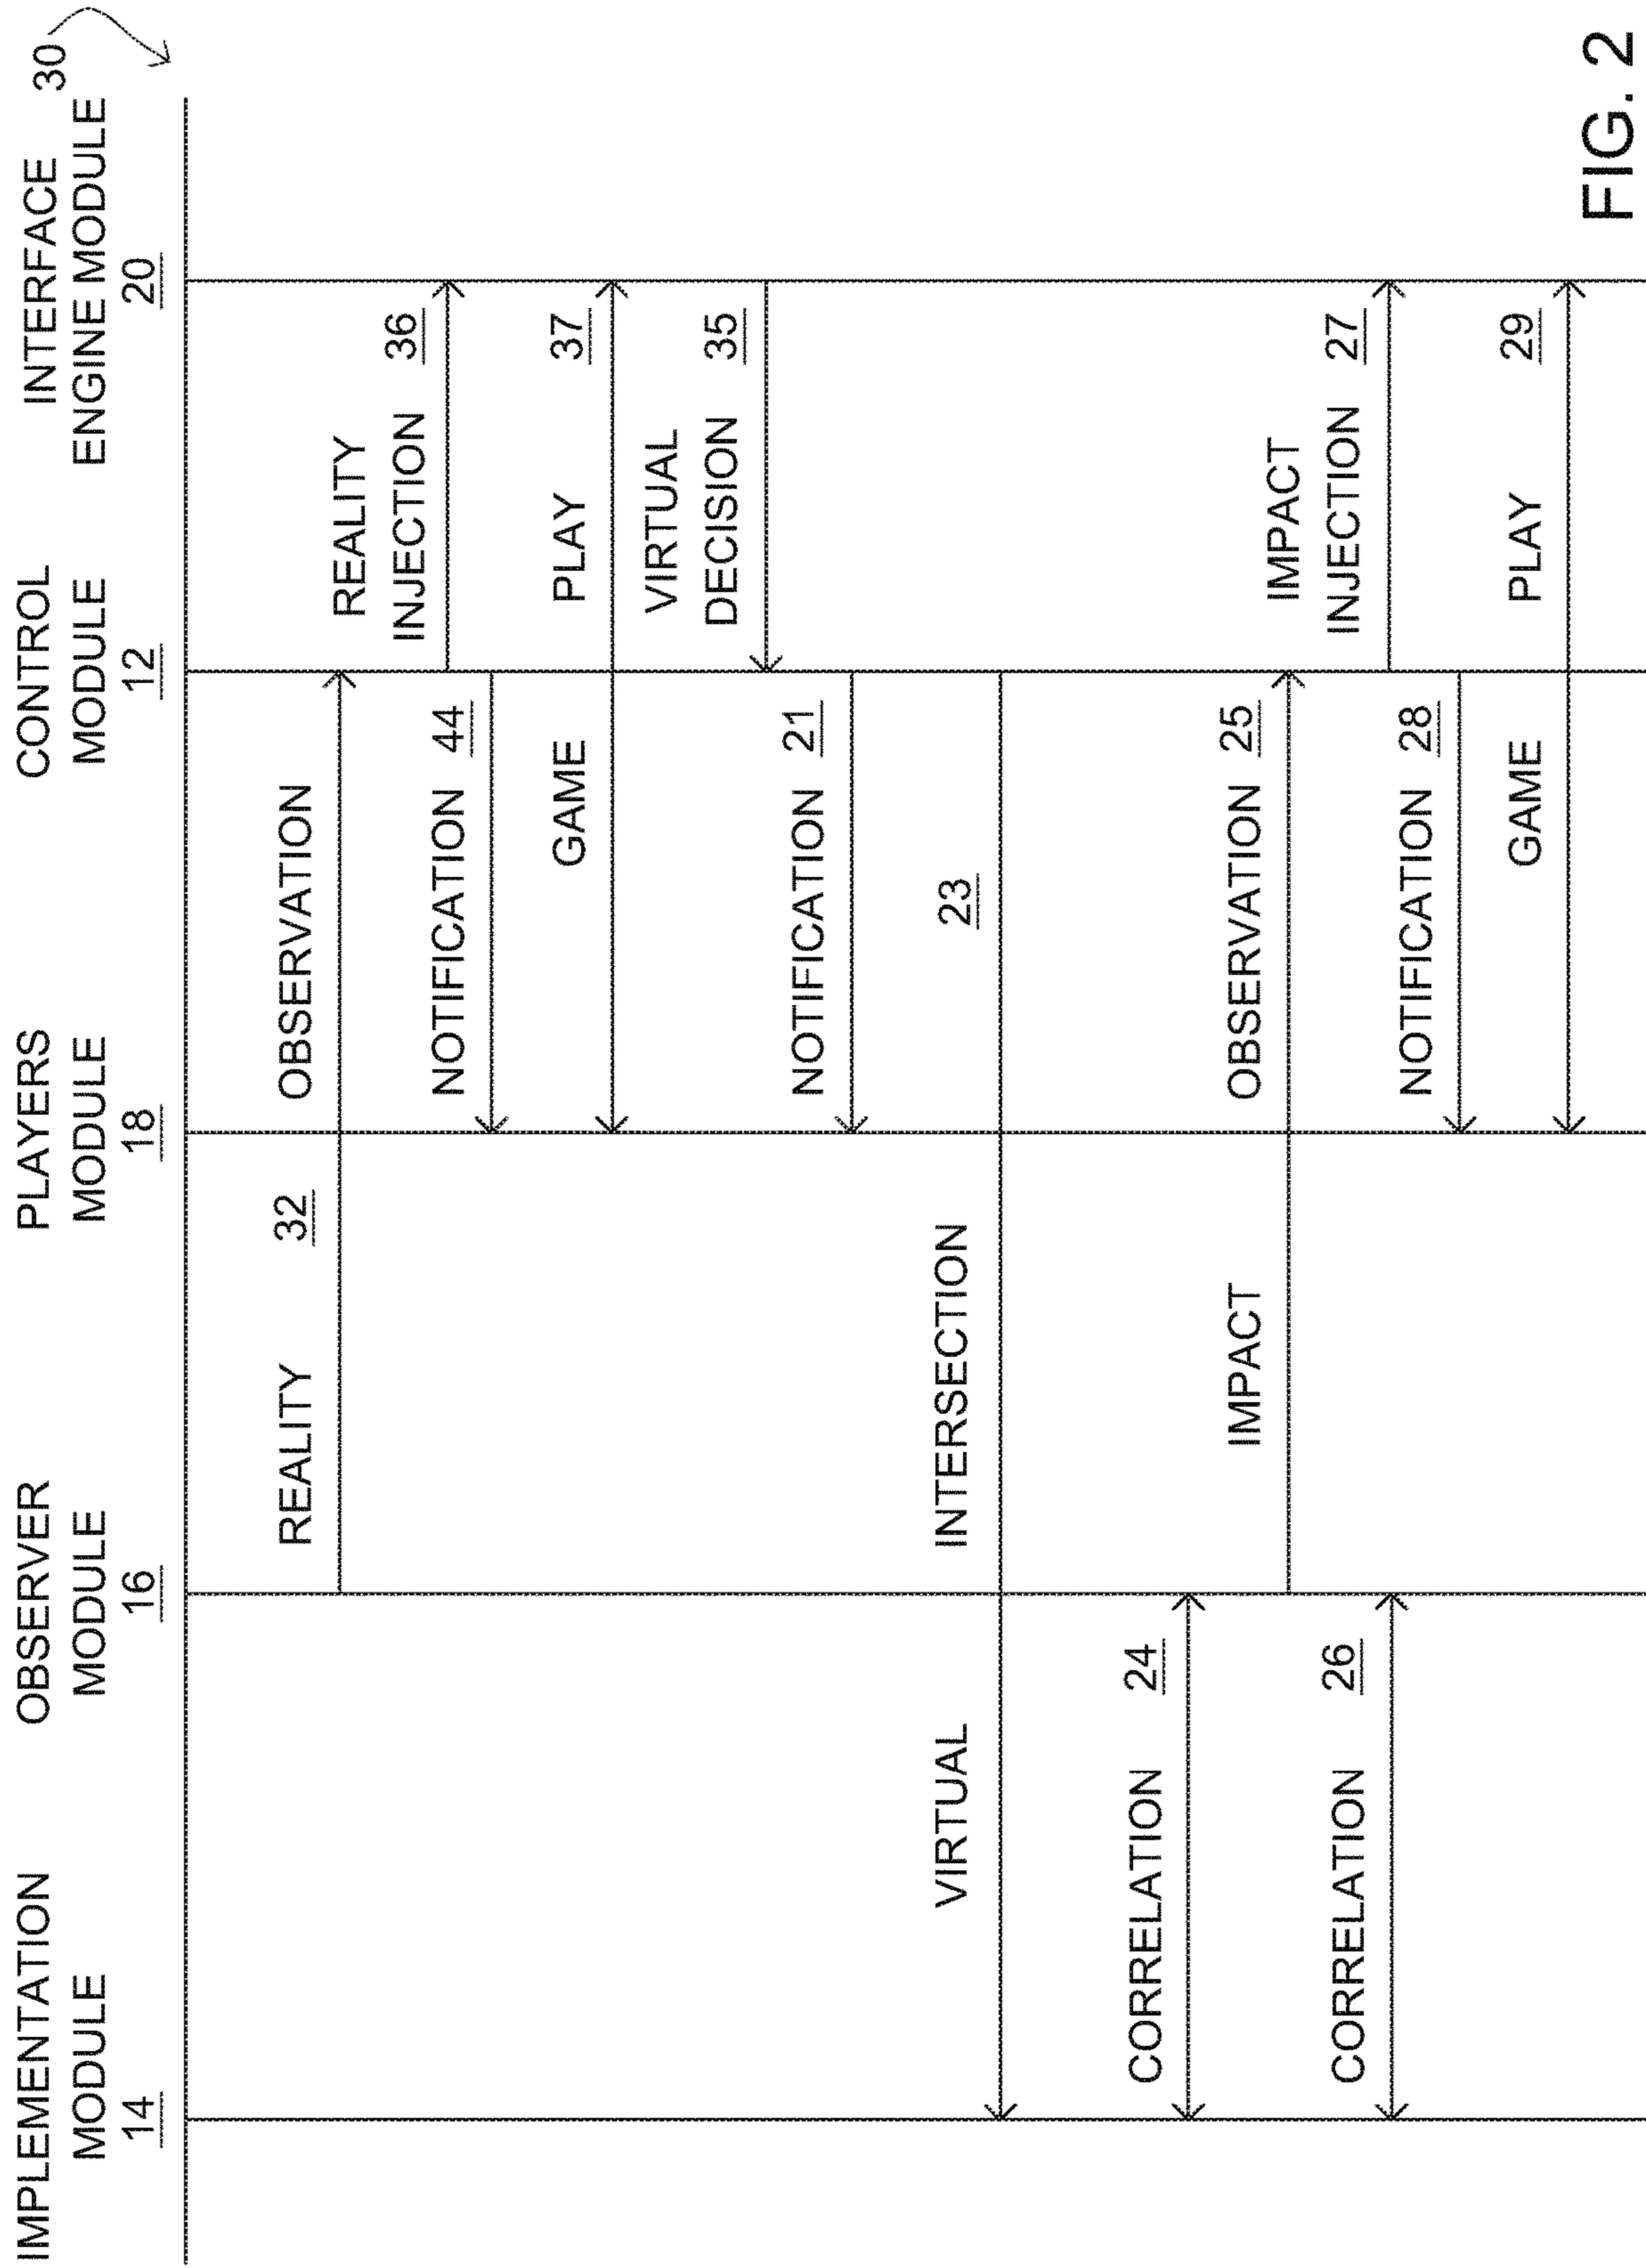 IMPLEMENTATION
MODULE
14
OBSERVER
MODULE
16
PLAYERS
MODULE
18
CONTROL
MODULE
12
INTERFACE
ENGINE MODULE
20
30
REALITY 32 OBSERVATION
REALITY
INJECTION 36
NOTIFICATION 44
GAME PLAY 37
VIRTUAL
DECISION 35
NOTIFICATION 21
VIRTUAL INTERSECTION 23
CORRELATION 24
IMPACT OBSERVATION 25
CORRELATION 26
IMPACT
INJECTION 27
NOTIFICATION 28
GAME PLAY 29
FIG. 2